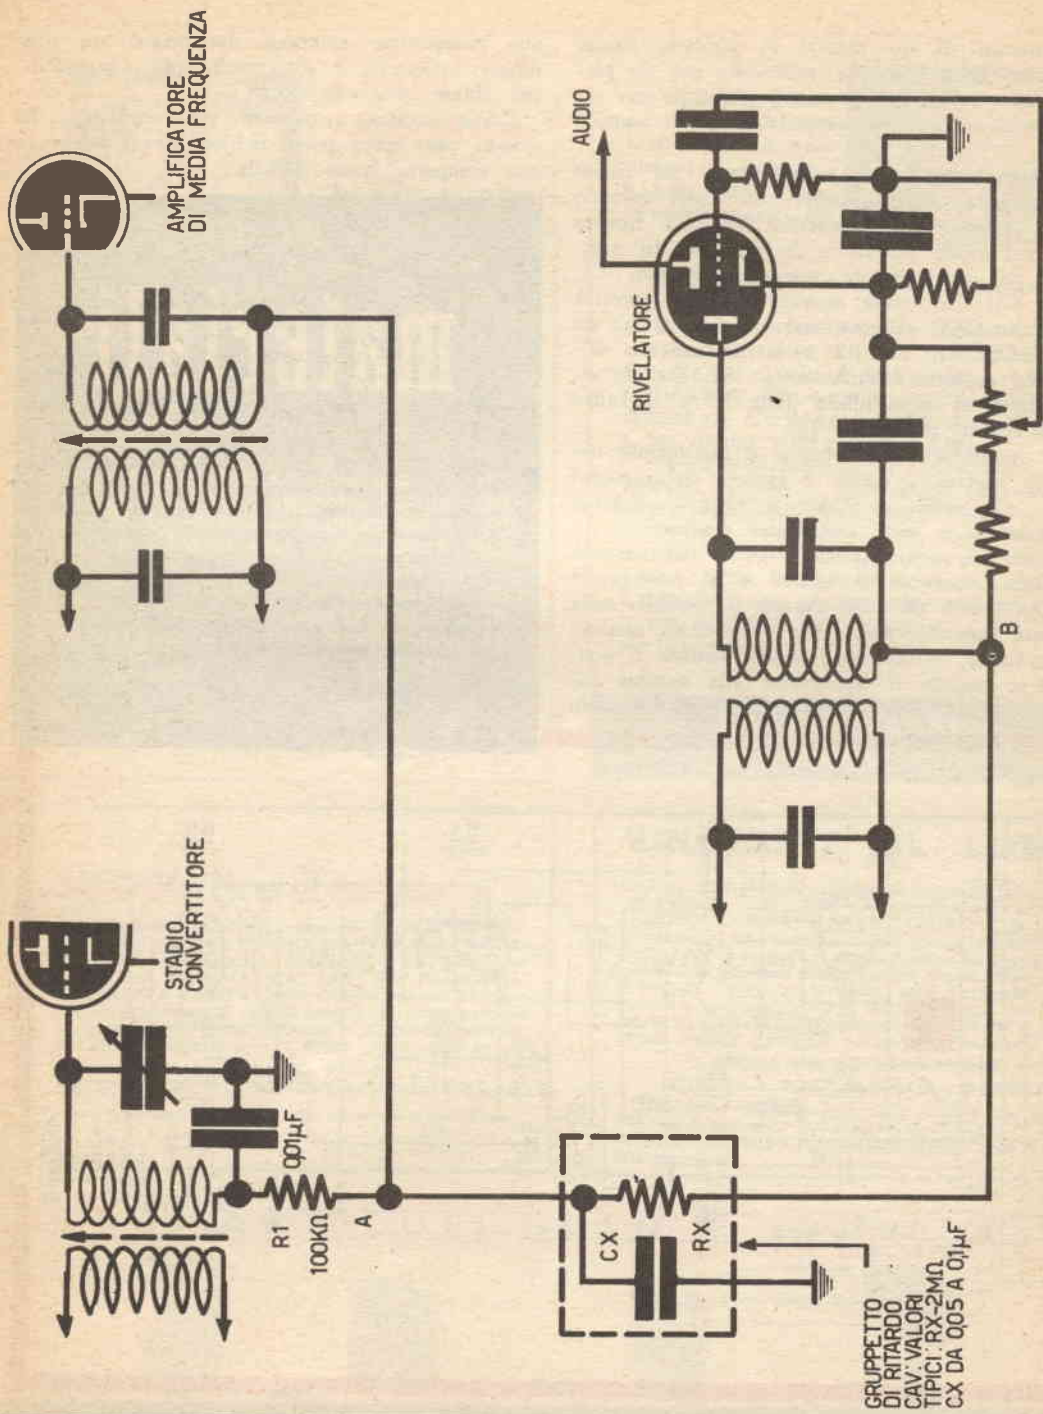 AMPLIFICATORE
DI MEDIA FREQUENZA
AUDIO
RIVELATORE
STADIO
CONVERTITORE
0,01µF
R1
100KΩ
A
B
CX
RX
GRUPPETTO
DI RITARDO
CAV. VALORI
TIPICI: RX-2MΩ
CX DA 0,05 A 0,1µF